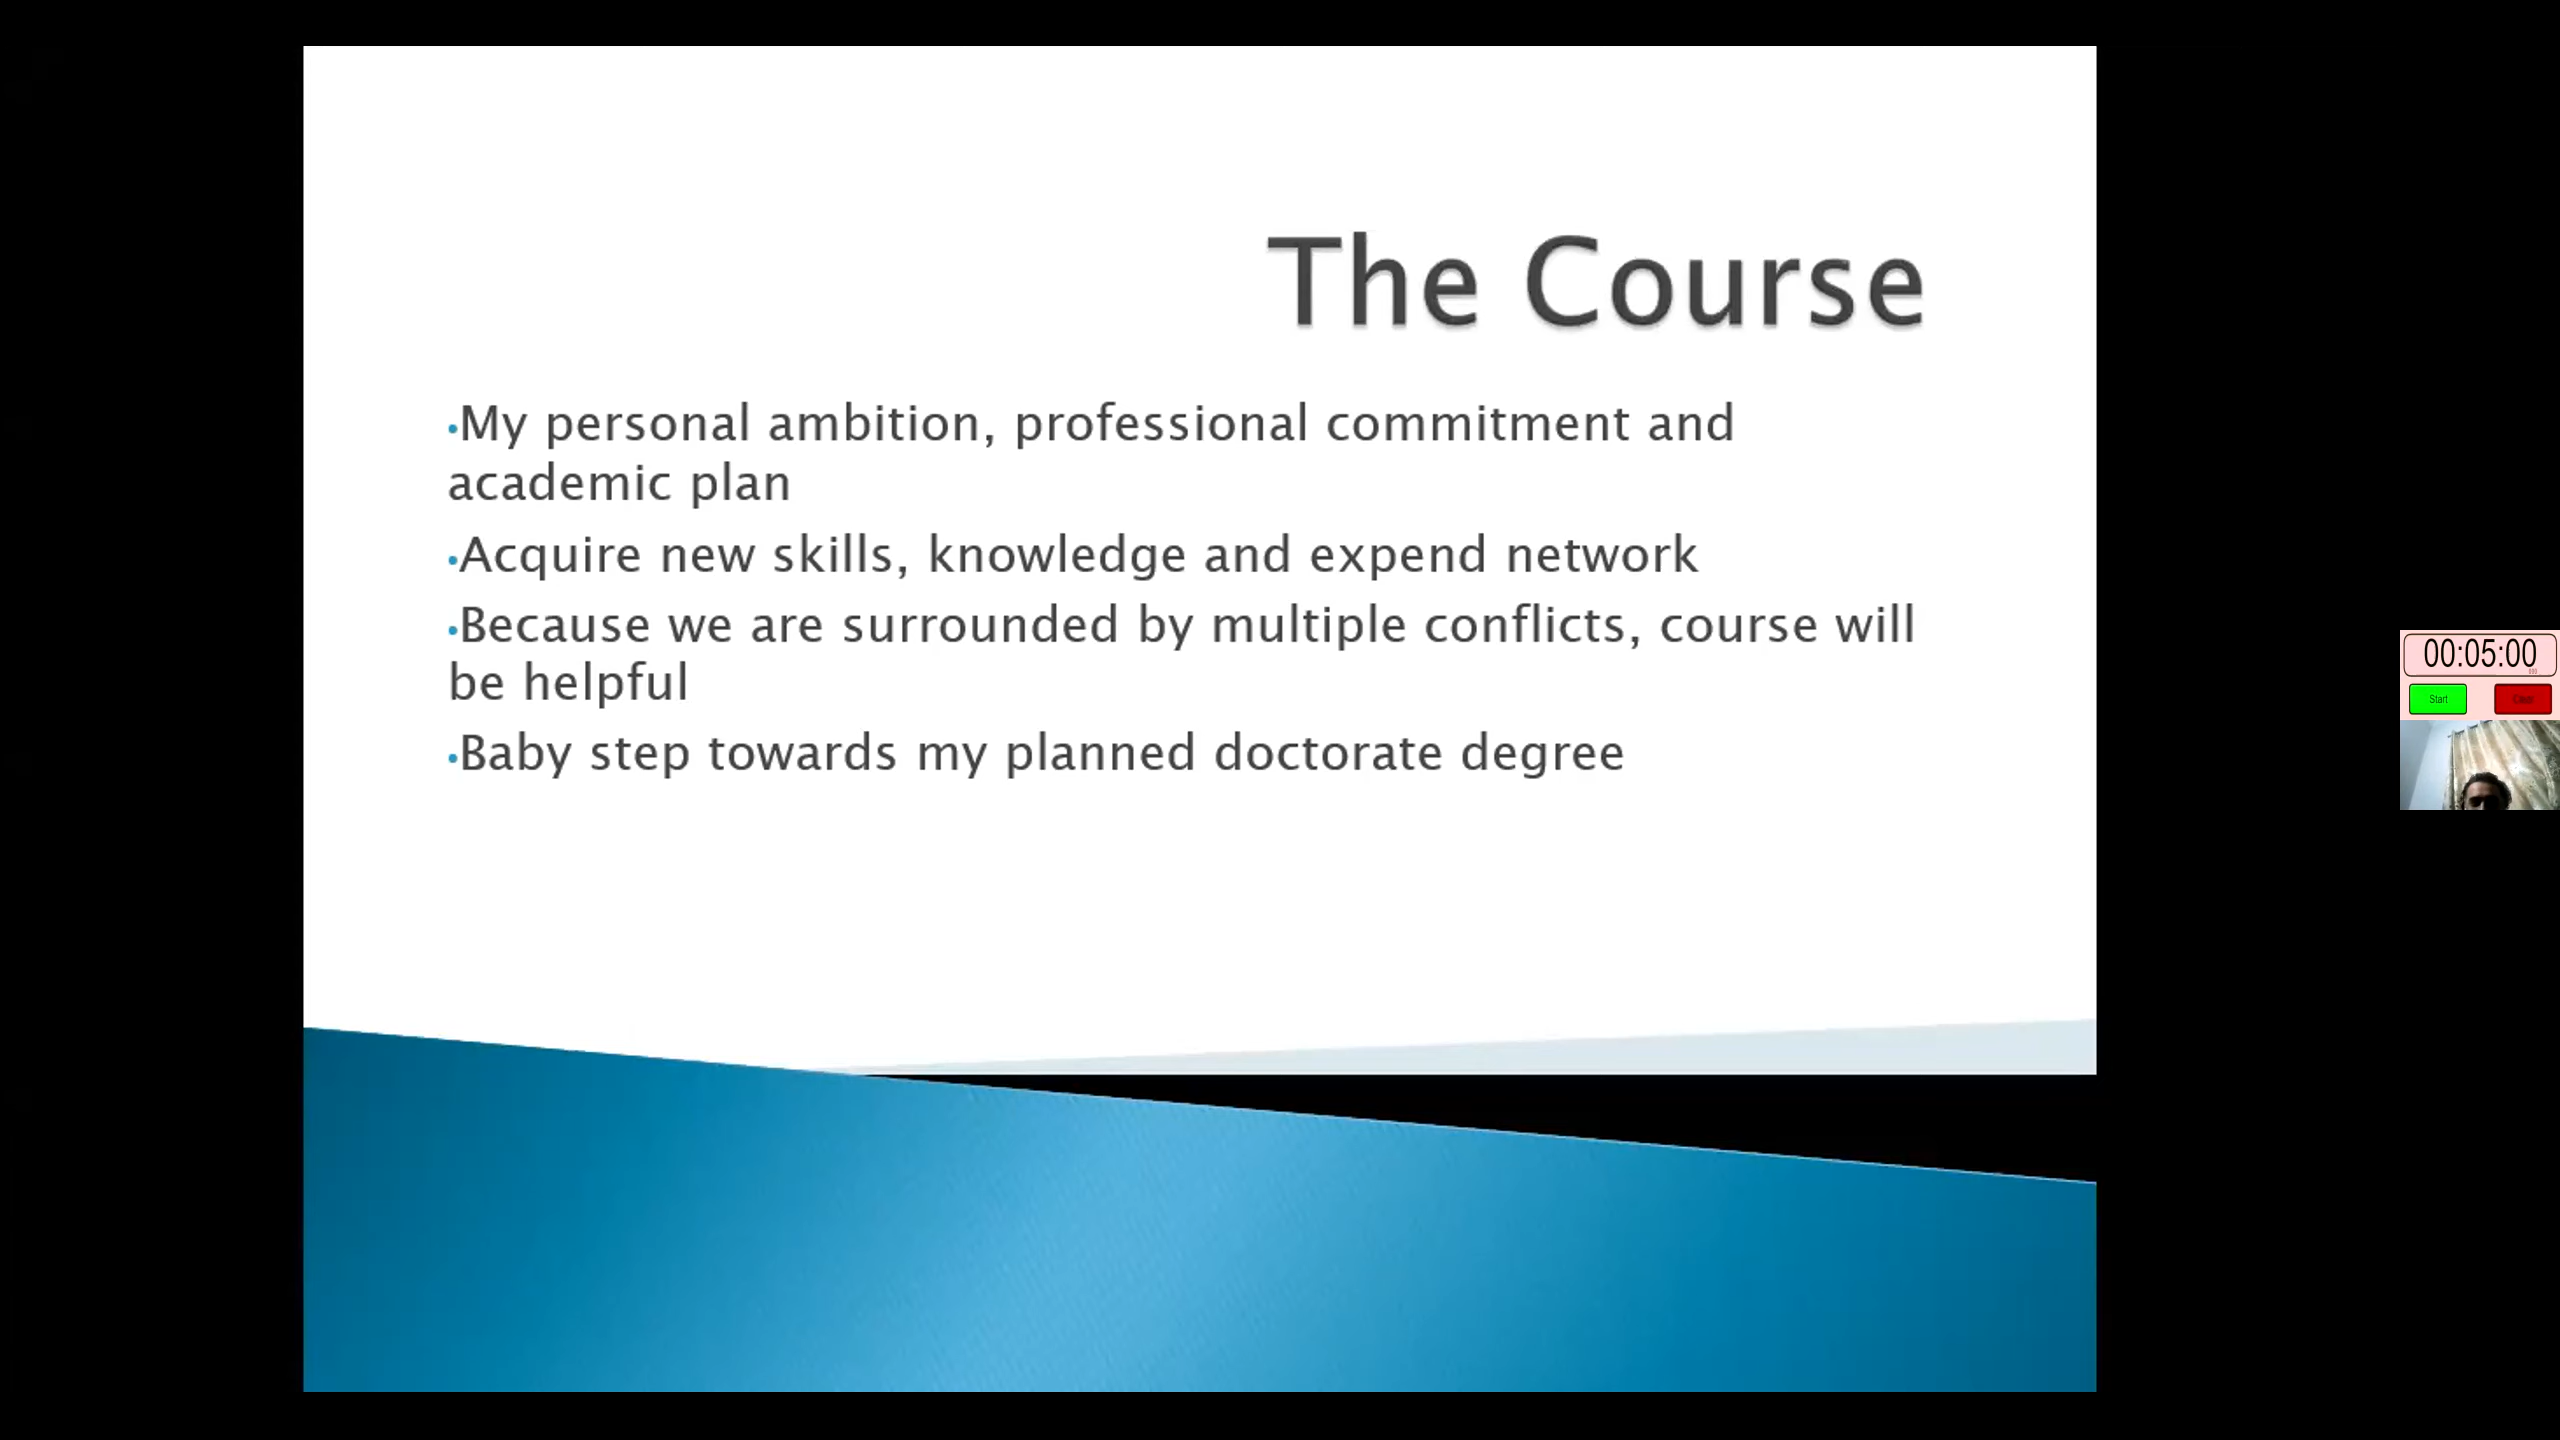 The Course
•My personal ambition, professional commitment and
academic plan
•Acquire new skills, knowledge and expend network
•Because we are surrounded by multiple conflicts, course will
be helpful
•Baby step towards my planned doctorate degree
00:05:00
Start